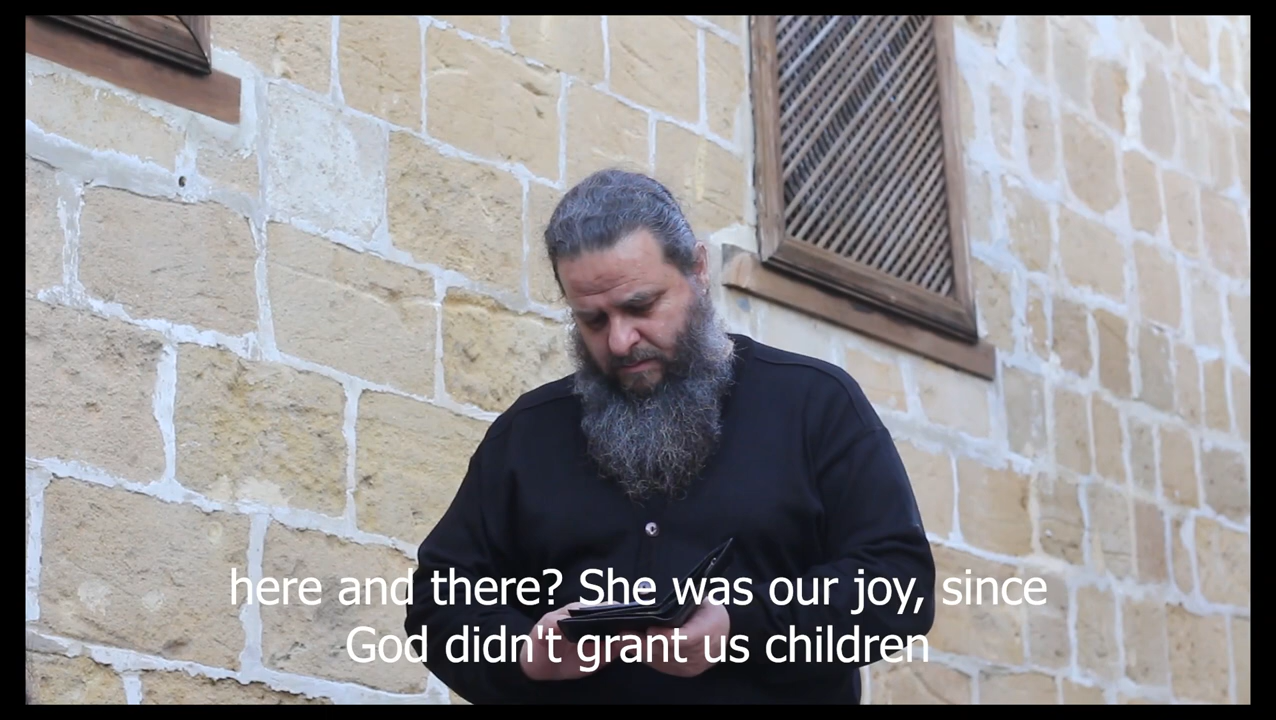 here and there? She was our joy, since
God didn't grant us children